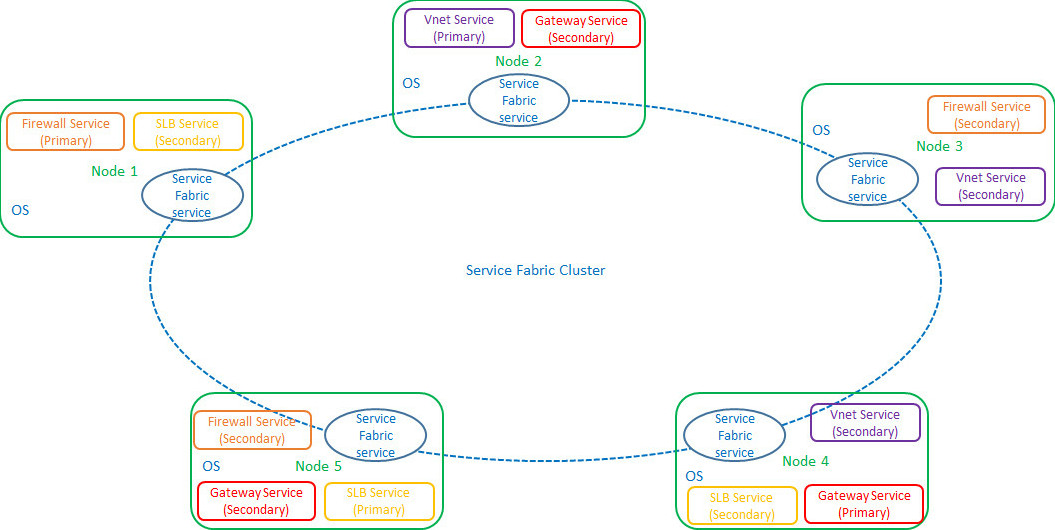 Vnet Service
(Primary)
Gateway Service
(Secondary)
Node 2
OS
Service
Fabric
service
Firewall Service
(Primary)
SLB Service
(Secondary)
Node 1
Service
Fabric
service
OS
Firewall Service
(Secondary)
OS
Node 3
Service
Fabric
service
Vnet Service
(Secondary)
Service Fabric Cluster
Firewall Service
(Secondary)
Service
Fabric
service
OS
Node 5
Gateway Service
(Secondary)
SLB Service
(Primary)
Vnet Service
(Secondary)
Service
Fabric
service
Node 4
OS
SLB Service
(Secondary)
Gateway Service
(Primary)